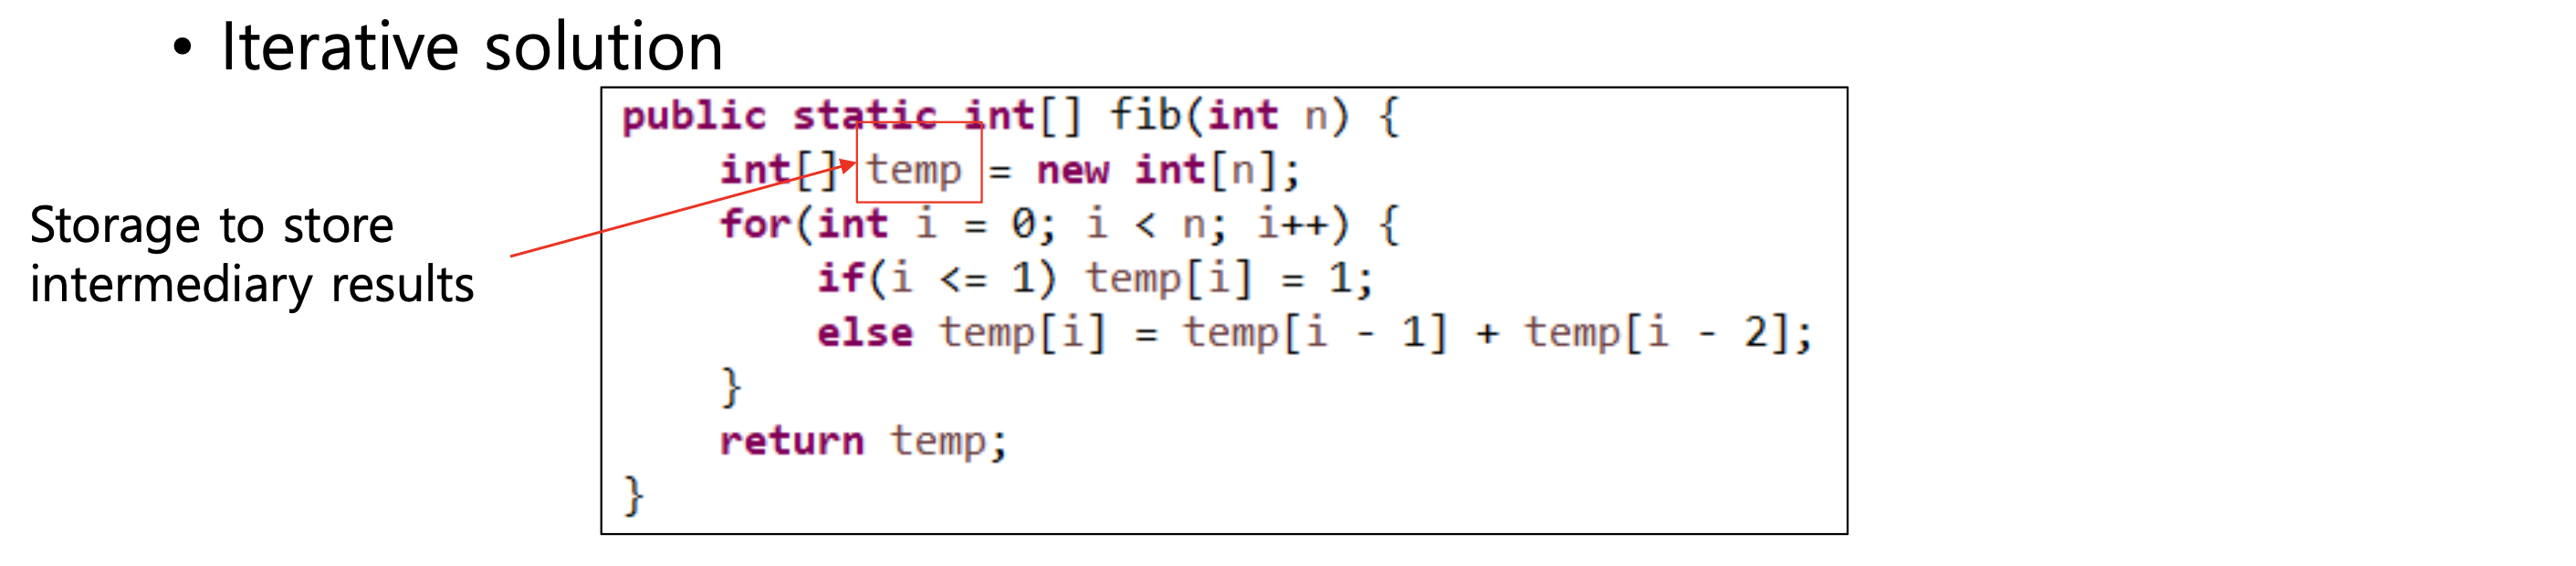 • Iterative solution
public static int[] fib(int n) {
    int[] temp = new int[n];
    for(int i = 0; i < n; i++) {
        if(i <= 1) temp[i] = 1;
        else temp[i] = temp[i - 1] + temp[i - 2];
    }
    return temp;
}
Storage to store
intermediary results